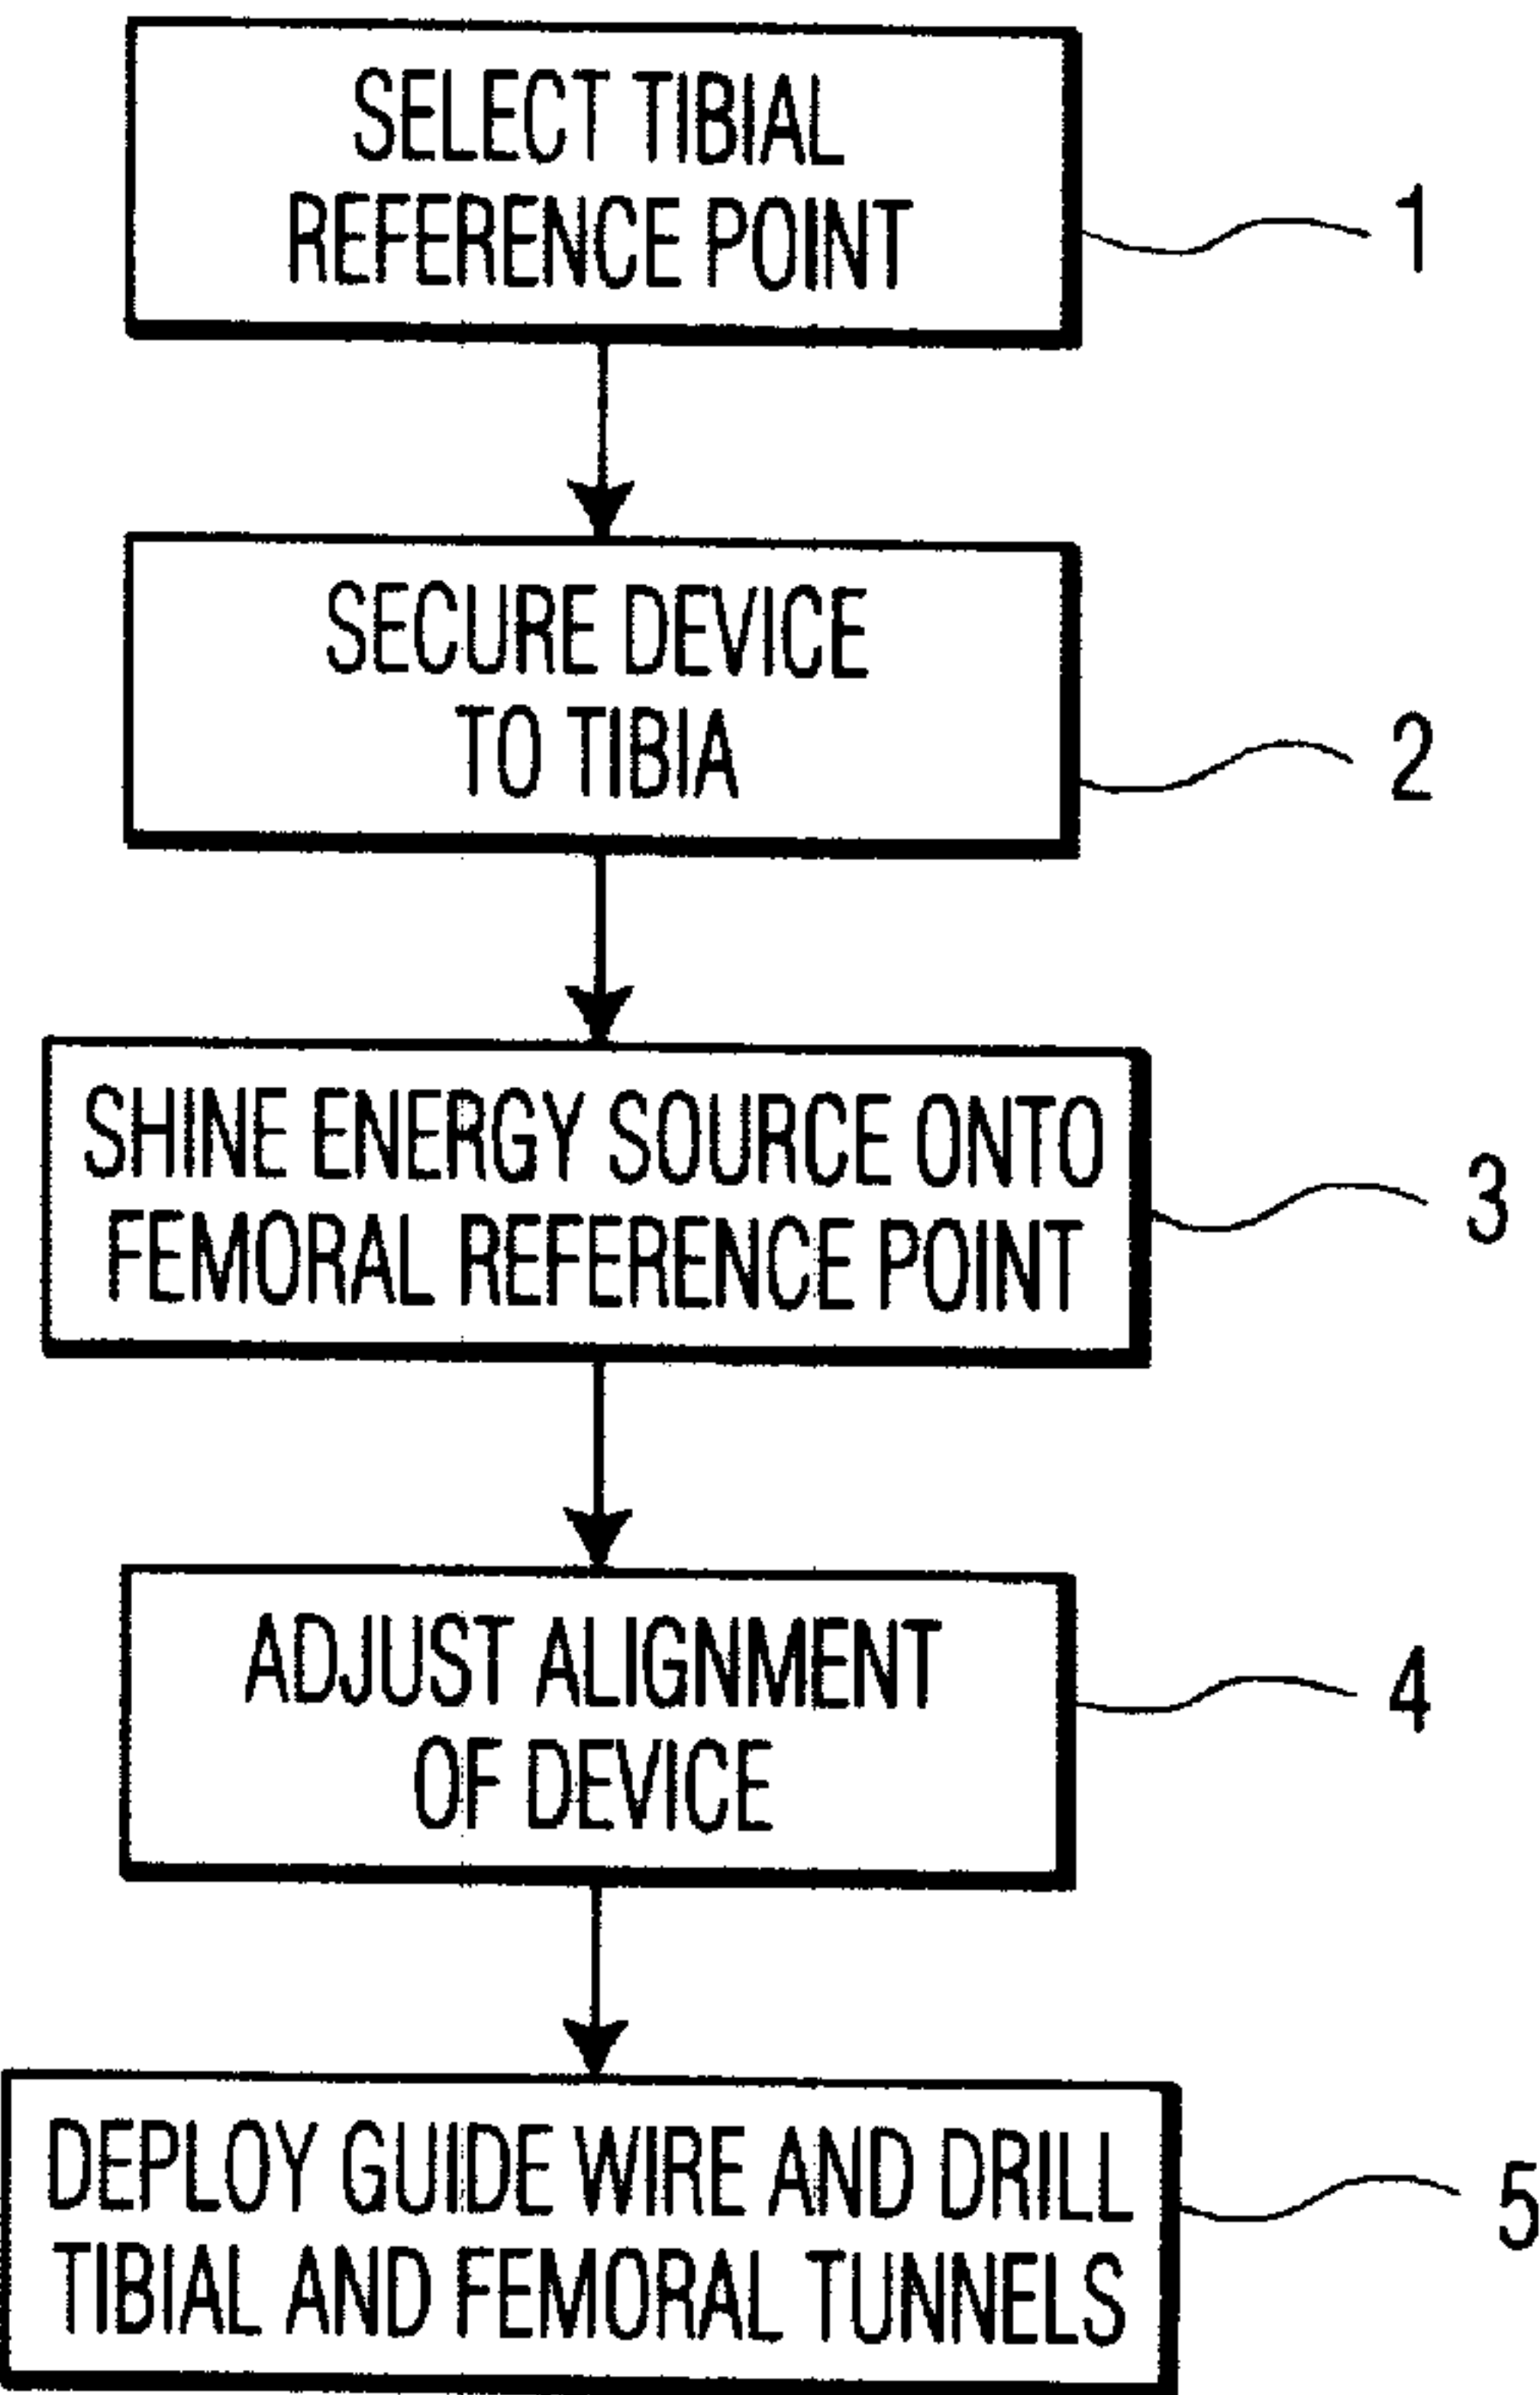 SELECT TIBIAL
REFERENCE POINT
1
SECURE DEVICE
TO TIBIA
2
SHINE ENERGY SOURCE ONTO
FEMORAL REFERENCE POINT
3
ADJUST ALIGNMENT
OF DEVICE
4
DEPLOY GUIDE WIRE AND DRILL
TIBIAL AND FEMORAL TUNNELS
5